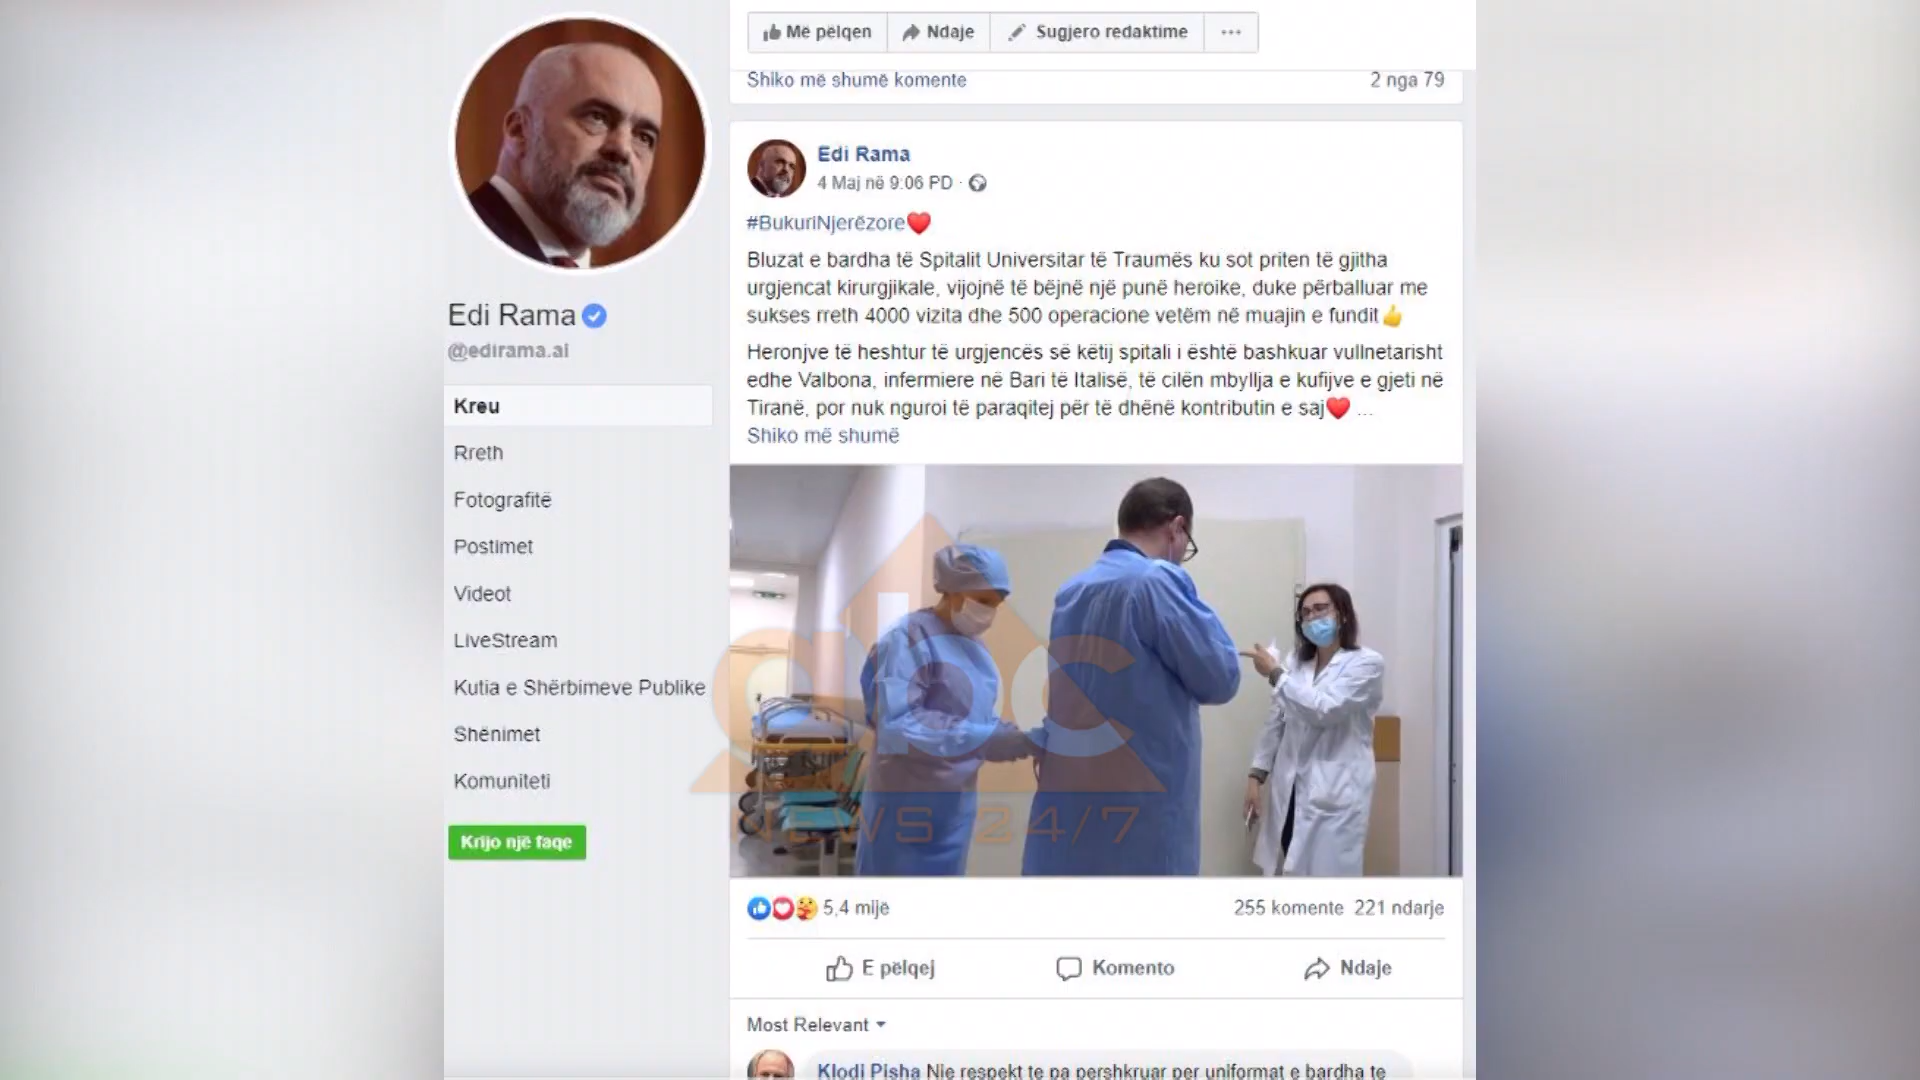 Më pëlqen
Ndaje
Sugjero redaktime
Shiko më shumë komente
2 nga 79
Edi Rama
@edirama.al
Kreu
Rreth
Fotografitë
Postimet
Videot
LiveStream
Kutia e Shërbimeve Publike
Shënimet
Komuniteti
Krijo një faqe
Edi Rama
4 Maj në 9:06 PD ·
#BukuriNjerëzore❤️
Bluzat e bardha të Spitalit Universitar të Traumës ku sot priten të gjitha
urgjencat kirurgjikale, vijojnë të bëjnë një punë heroike, duke përballuar me
sukses rreth 4000 vizita dhe 500 operacione vetëm në muajin e fundit👍
Heronjve të heshtur të urgjencës së këtij spitali i është bashkuar vullnetarisht
edhe Valbona, infermiere në Bari të Italisë, të cilën mbyllja e kufijve e gjeti në
Tiranë, por nuk nguroi të paraqitej për të dhënë kontributin e saj❤️ ...
Shiko më shumë
abc
NEWS 24/7
5,4 mijë
255 komente 221 ndarje
E pëlqej
Komento
Ndaje
Most Relevant
Klodi Pisha Nje respekt te pa pershkruar per uniformat e bardha te